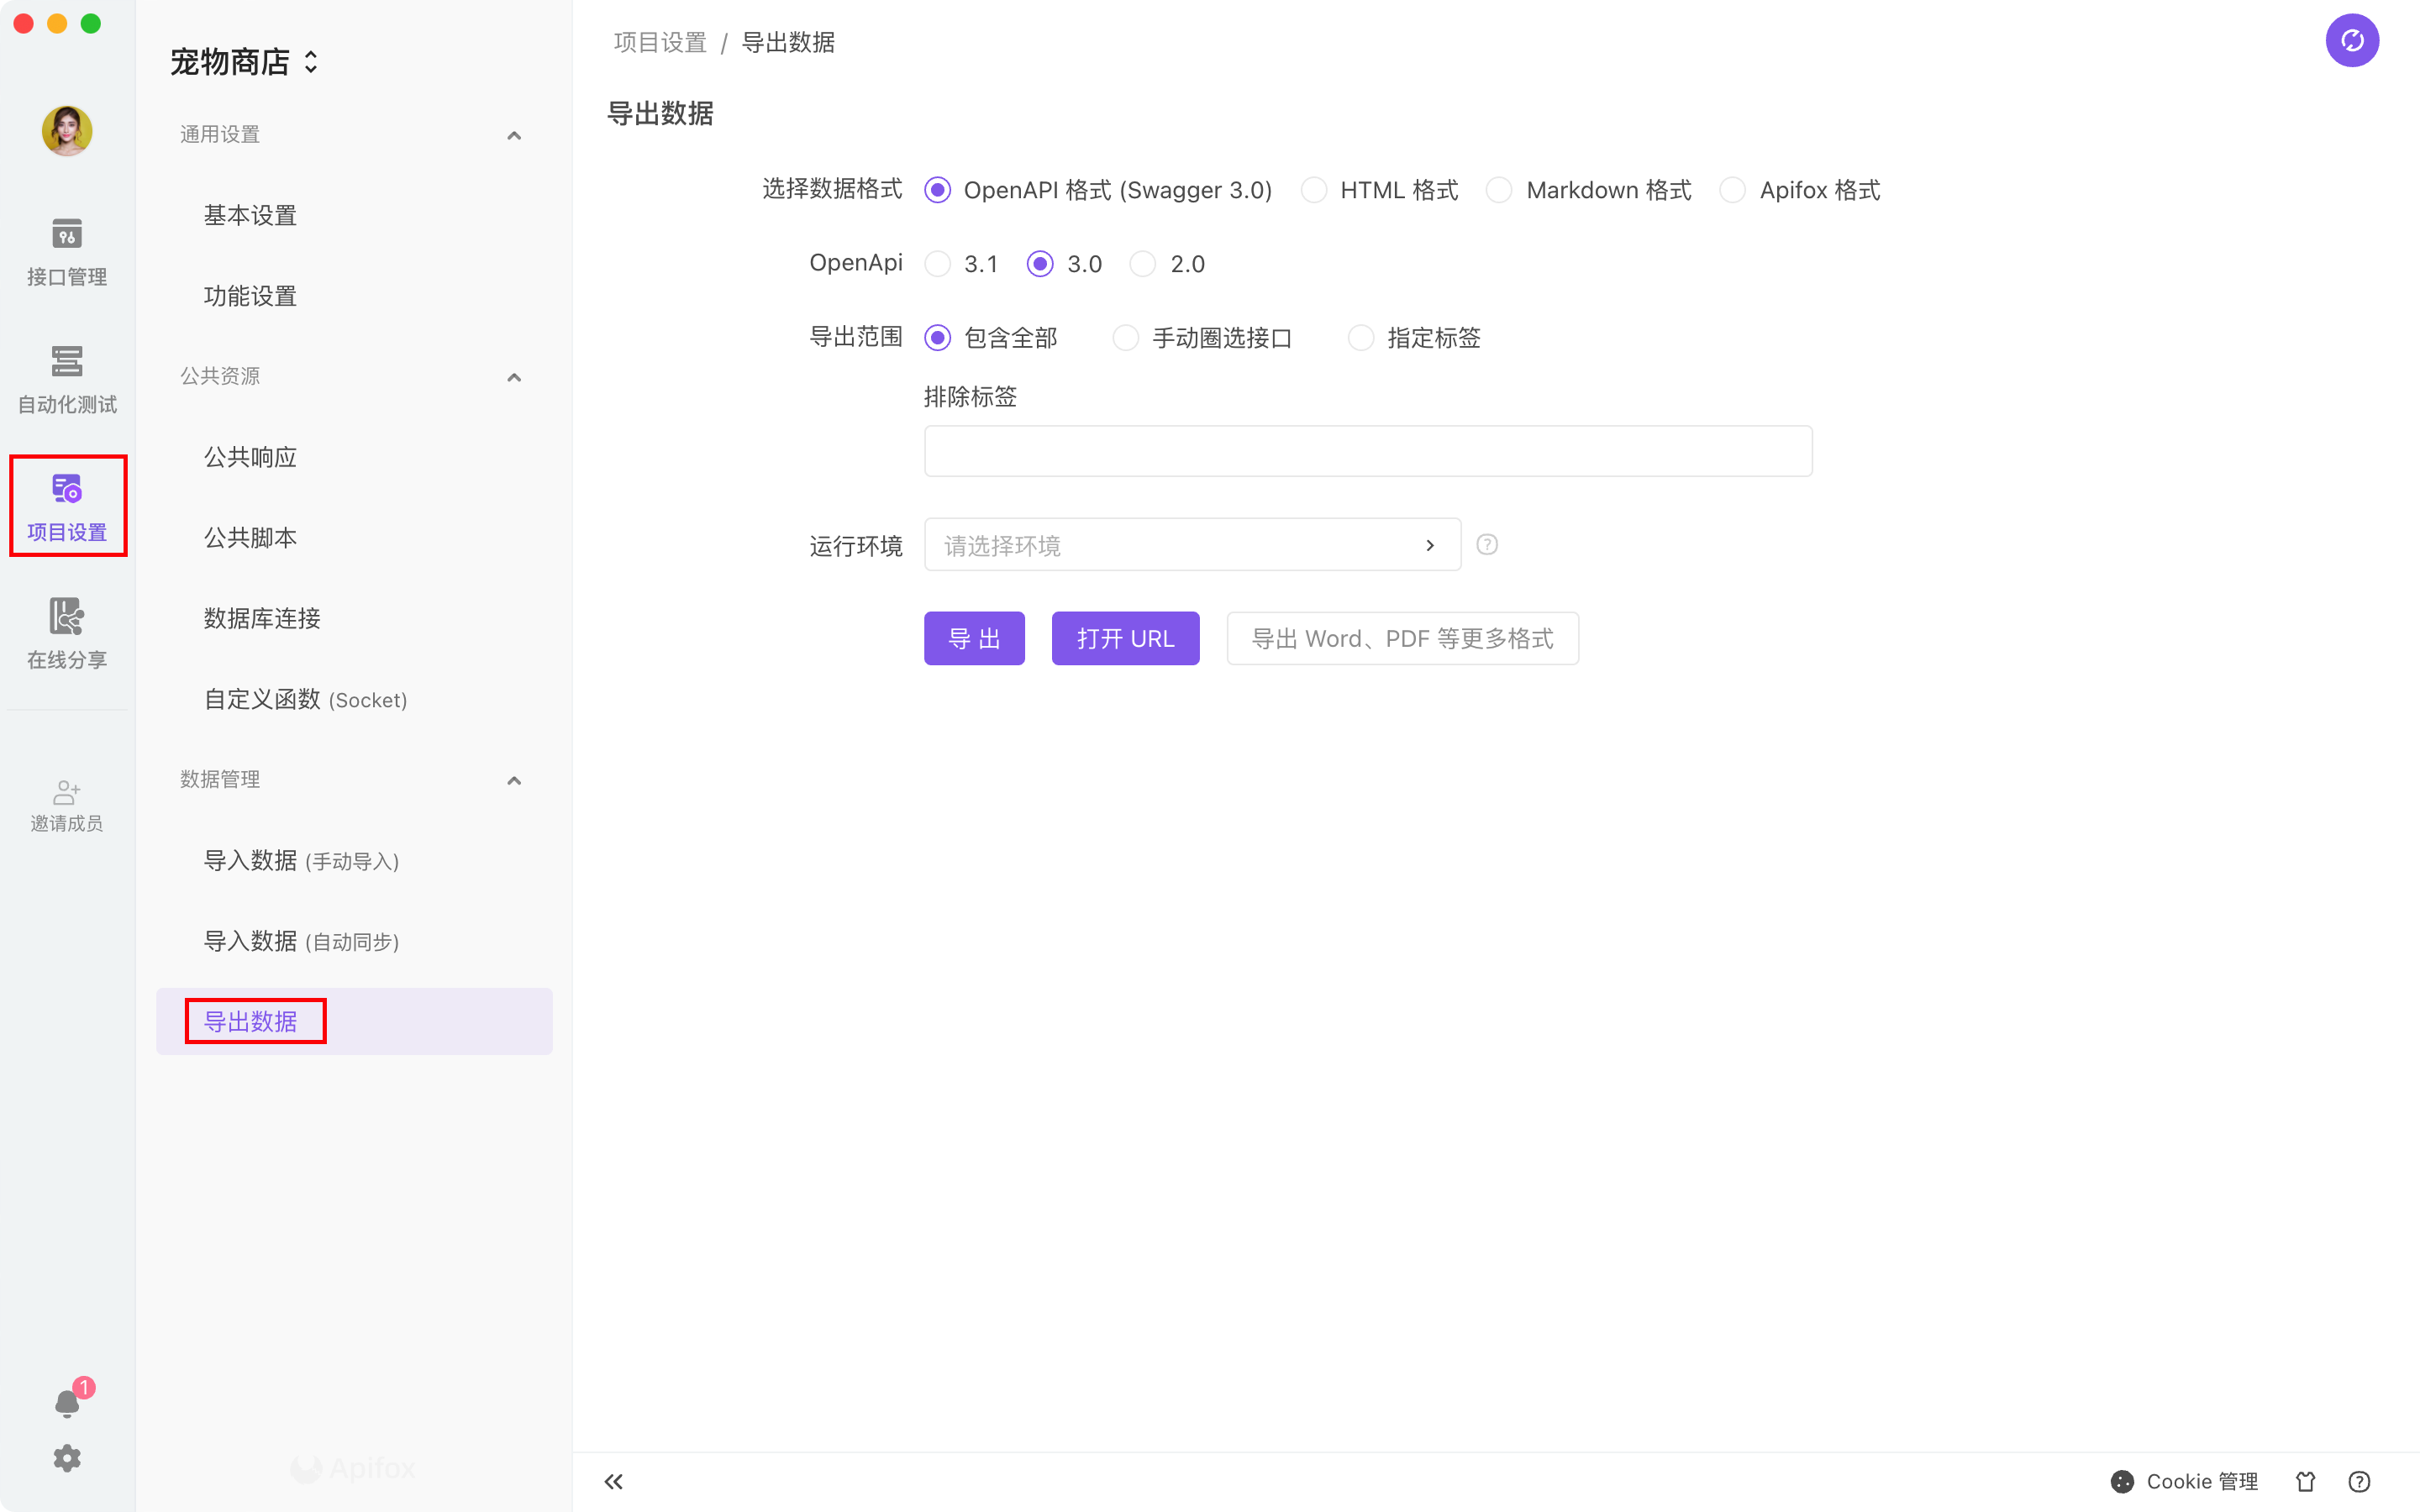 宠物商店
通用设置
基本设置
功能设置
公共资源
公共响应
公共脚本
数据库连接
自定义函数 (Socket)
数据管理
导入数据 (手动导入)
导入数据 (自动同步)
导出数据
Apifox
接口管理
自动化测试
项目设置
在线分享
邀请成员
1
项目设置 / 导出数据
导出数据
选择数据格式 OpenAPI 格式 (Swagger 3.0) HTML 格式 Markdown 格式 Apifox 格式
OpenApi 3.1 3.0 2.0
导出范围 包含全部 手动圈选接口 指定标签
排除标签
运行环境 请选择环境
导 出 打开 URL 导出 Word、PDF 等更多格式
Cookie 管理